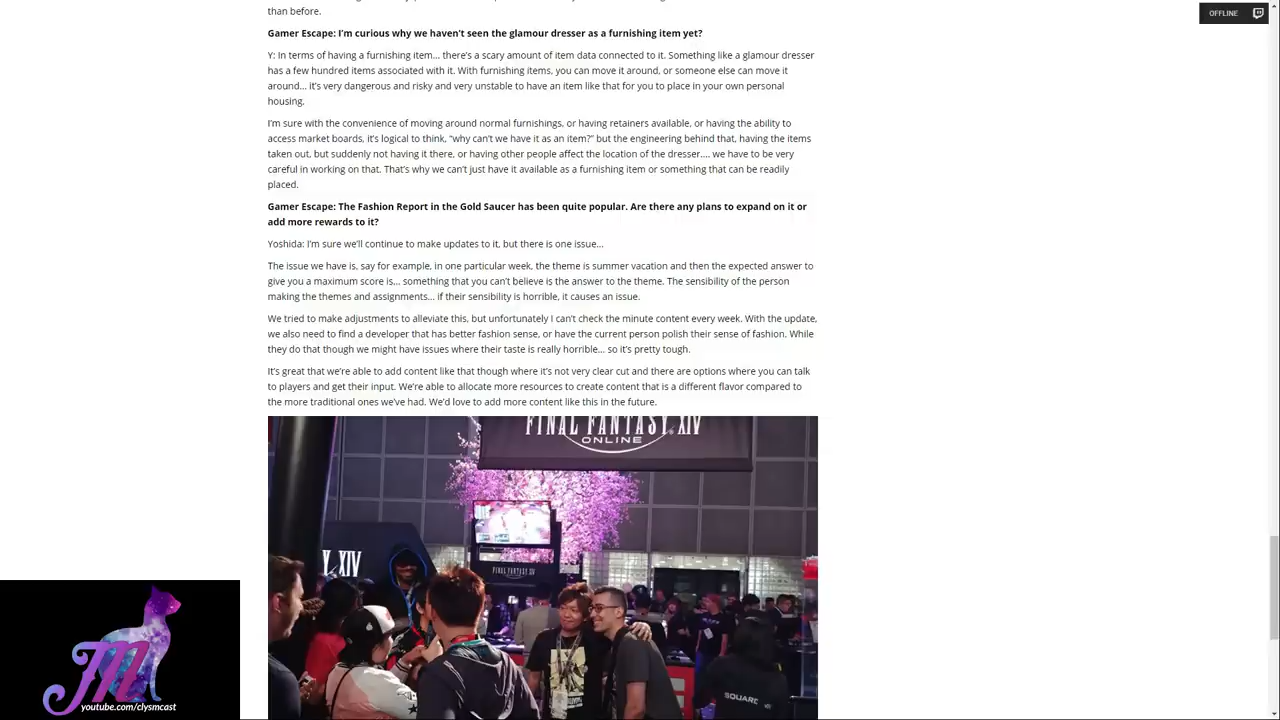 than before.
OFFLINE
Gamer Escape: I'm curious why we haven't seen the glamour dresser as a furnishing item yet?
Y: In terms of having a furnishing item... there's a scary amount of item data connected to it. Something like a glamour dresser
has a few hundred items associated with it. With furnishing items, you can move it around, or someone else can move it
around... it's very dangerous and risky and very unstable to have an item like that for you to place in your own personal
housing.
I'm sure with the convenience of moving around normal furnishings, or having retainers available, or having the ability to
access market boards, it's logical to think, "why can't we have it as an item?" but the engineering behind that, having the items
taken out, but suddenly not having it there, or having other people affect the location of the dresser.... we have to be very
careful in working on that. That's why we can't just have it available as a furnishing item or something that can be readily
placed.
Gamer Escape: The Fashion Report in the Gold Saucer has been quite popular. Are there any plans to expand on it or
add more rewards to it?
Yoshida: I'm sure we'll continue to make updates to it, but there is one issue...
The issue we have is, say for example, in one particular week, the theme is summer vacation and then the expected answer to
give you a maximum score is... something that you can't believe is the answer to the theme. The sensibility of the person
making the themes and assignments... if their sensibility is horrible, it causes an issue.
We tried to make adjustments to alleviate this, but unfortunately I can't check the minute content every week. With the update,
we also need to find a developer that has better fashion sense, or have the current person polish their sense of fashion. While
they do that though we might have issues where their taste is really horrible... so it's pretty tough.
It's great that we're able to add content like that though where it's not very clear cut and there are options where you can talk
to players and get their input. We're able to allocate more resources to create content that is a different flavor compared to
the more traditional ones we've had. We'd love to add more content like this in the future.
FINAL FANTASY XIV
ONLINE
XIV
FINAL FANTASY XIV
SQUARE
JM
youtube.com/clysmcast